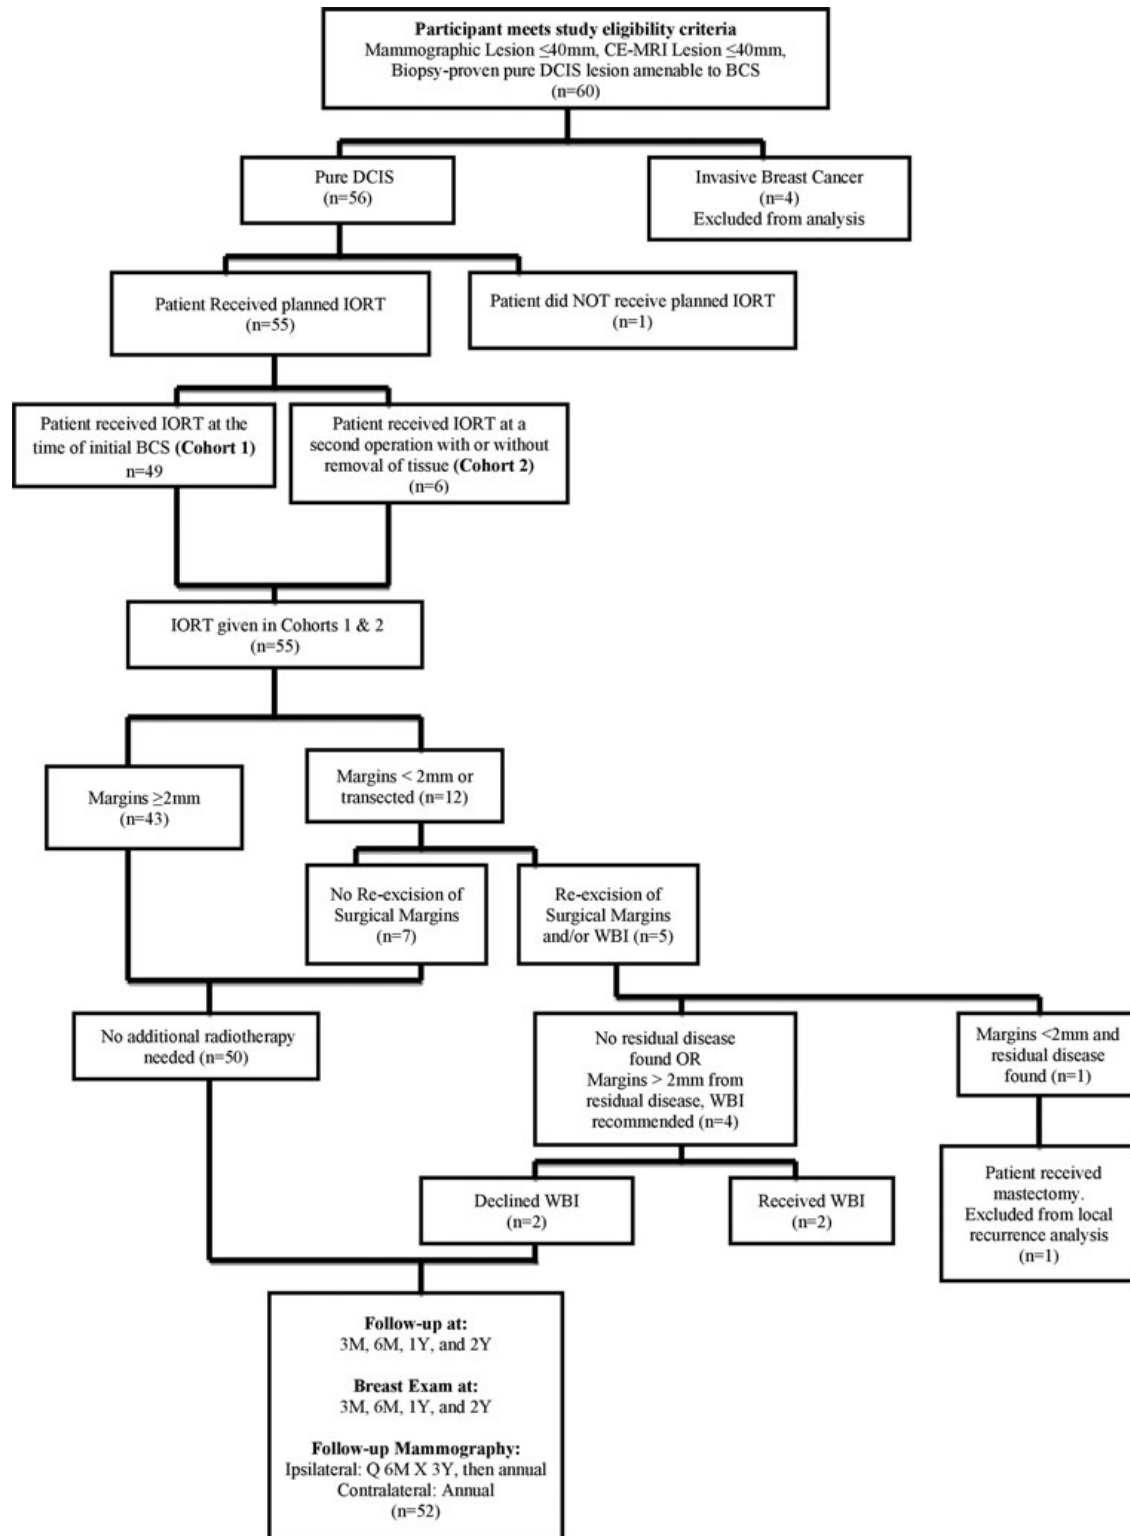 Participant meets study eligibility criteria
Mammographic Lesion ≤40mm, CE-MRI Lesion ≤40mm,
Biopsy-proven pure DCIS lesion amenable to BCS
(n=60)
Pure DCIS
(n=56)
Invasive Breast Cancer
(n=4)
Excluded from analysis
Patient Received planned IORT
(n=55)
Patient did NOT receive planned IORT
(n=1)
Patient received IORT at the
time of initial BCS (Cohort 1)
n=49
Patient received IORT at a
second operation with or without
removal of tissue (Cohort 2)
(n=6)
IORT given in Cohorts 1 & 2
(n=55)
Margins ≥2mm
(n=43)
Margins < 2mm or
transected (n=12)
No Re-excision of
Surgical Margins
(n=7)
Re-excision of
Surgical Margins
and/or WBI (n=5)
No additional radiotherapy
needed (n=50)
No residual disease
found OR
Margins > 2mm from
residual disease, WBI
recommended (n=4)
Margins <2mm and
residual disease
found (n=1)
Declined WBI
(n=2)
Received WBI
(n=2)
Patient received
mastectomy.
Excluded from local
recurrence analysis
(n=1)
Follow-up at:
3M, 6M, 1Y, and 2Y
Breast Exam at:
3M, 6M, 1Y, and 2Y
Follow-up Mammography:
Ipsilateral: Q 6M X 3Y, then annual
Contralateral: Annual
(n=52)